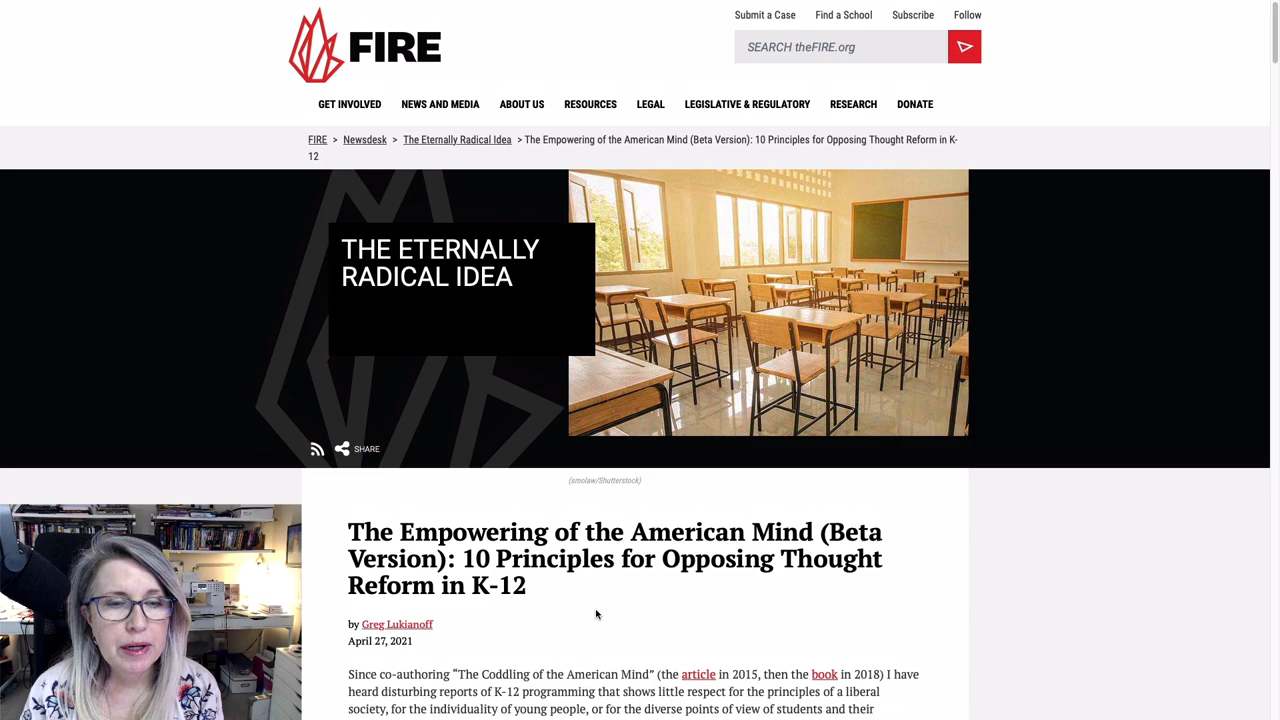 Submit a Case Find a School Subscribe Follow
FIRE
SEARCH theFIRE.org
GET INVOLVED NEWS AND MEDIA ABOUT US RESOURCES LEGAL LEGISLATIVE & REGULATORY RESEARCH DONATE
FIRE > Newsdesk > The Eternally Radical Idea > The Empowering of the American Mind (Beta Version): 10 Principles for Opposing Thought Reform in K-
12
THE ETERNALLY
RADICAL IDEA
SHARE
(smolaw/Shutterstock)
The Empowering of the American Mind (Beta
Version): 10 Principles for Opposing Thought
Reform in K-12
by Greg Lukianoff
April 27, 2021
Since co-authoring “The Coddling of the American Mind” (the article in 2015, then the book in 2018) I have
heard disturbing reports of K-12 programming that shows little respect for the principles of a liberal
society, for the individuality of young people, or for the diverse points of view of students and their